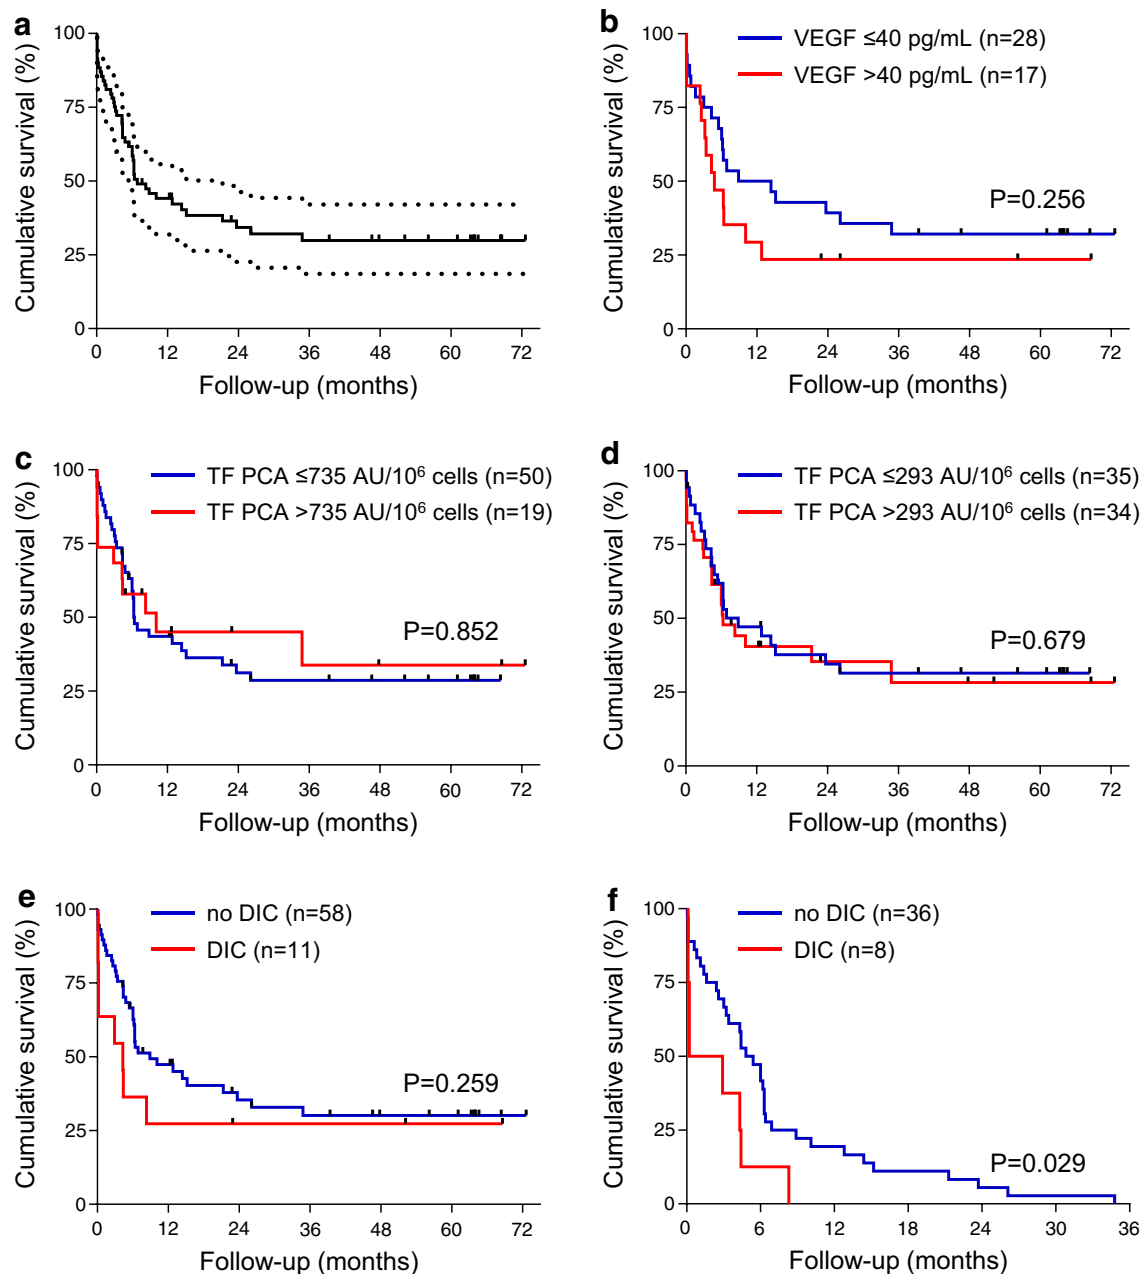 a
Cumulative survival (%)
100
75
50
25
0
0 12 24 36 48 60 72
Follow-up (months)
b
Cumulative survival (%)
VEGF ≤40 pg/mL (n=28)
VEGF >40 pg/mL (n=17)
P=0.256
100
75
50
25
0
0 12 24 36 48 60 72
Follow-up (months)
c
Cumulative survival (%)
TF PCA ≤735 AU/10⁶ cells (n=50)
TF PCA >735 AU/10⁶ cells (n=19)
P=0.852
100
75
50
25
0
0 12 24 36 48 60 72
Follow-up (months)
d
Cumulative survival (%)
TF PCA ≤293 AU/10⁶ cells (n=35)
TF PCA >293 AU/10⁶ cells (n=34)
P=0.679
100
75
50
25
0
0 12 24 36 48 60 72
Follow-up (months)
e
Cumulative survival (%)
no DIC (n=58)
DIC (n=11)
P=0.259
100
75
50
25
0
0 12 24 36 48 60 72
Follow-up (months)
f
Cumulative survival (%)
no DIC (n=36)
DIC (n=8)
P=0.029
100
75
50
25
0
0 6 12 18 24 30 36
Follow-up (months)